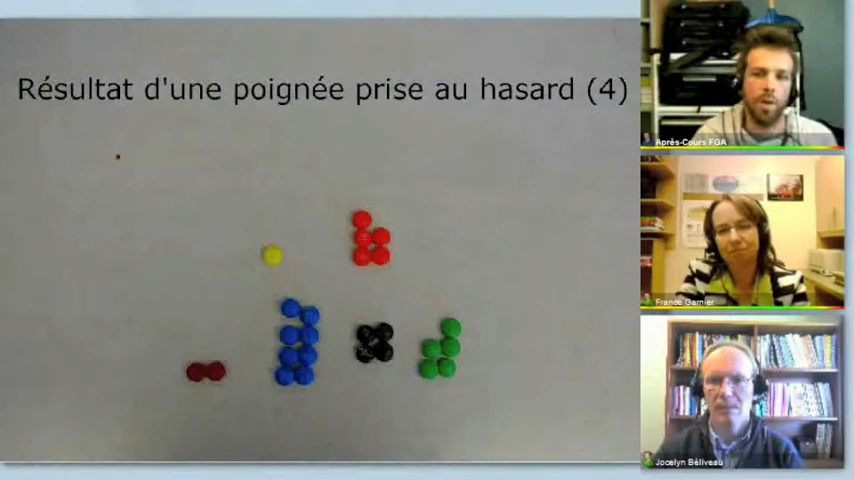 Résultat d'une poignée prise au hasard (4)
Après-Cours FGA
France Garnier
Jocelyn Béliveau